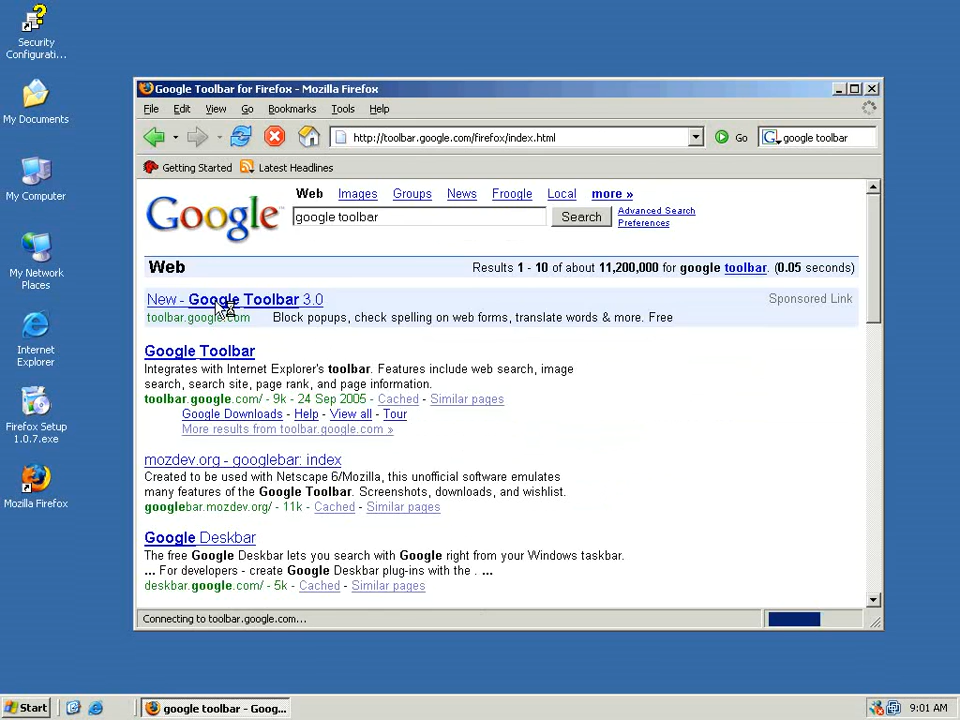 Security
Configurati...
My Documents
My Computer
My Network
Places
Internet
Explorer
Firefox Setup
1.0.7.exe
Mozilla Firefox
Google Toolbar for Firefox - Mozilla Firefox
File Edit View Go Bookmarks Tools Help
http://toolbar.google.com/firefox/index.html Go google toolbar
Getting Started Latest Headlines
Google
Web Images Groups News Froogle Local more »
google toolbar Search Advanced Search
Preferences
Web Results 1 - 10 of about 11,200,000 for google toolbar. (0.05 seconds)
New - Google Toolbar 3.0 Sponsored Link
toolbar.google.com Block popups, check spelling on web forms, translate words & more. Free
Google Toolbar
Integrates with Internet Explorer's toolbar. Features include web search, image
search, search site, page rank, and page information.
toolbar.google.com/ - 9k - 24 Sep 2005 - Cached - Similar pages
Google Downloads - Help - View all - Tour
More results from toolbar.google.com »
mozdev.org - googlebar: index
Created to be used with Netscape 6/Mozilla, this unofficial software emulates
many features of the Google Toolbar. Screenshots, downloads, and wishlist.
googlebar.mozdev.org/ - 11k - Cached - Similar pages
Google Deskbar
The free Google Deskbar lets you search with Google right from your Windows taskbar.
... For developers - create Google Deskbar plug-ins with the . ...
deskbar.google.com/ - 5k - Cached - Similar pages
Connecting to toolbar.google.com...
Start google toolbar - Goog... 9:01 AM